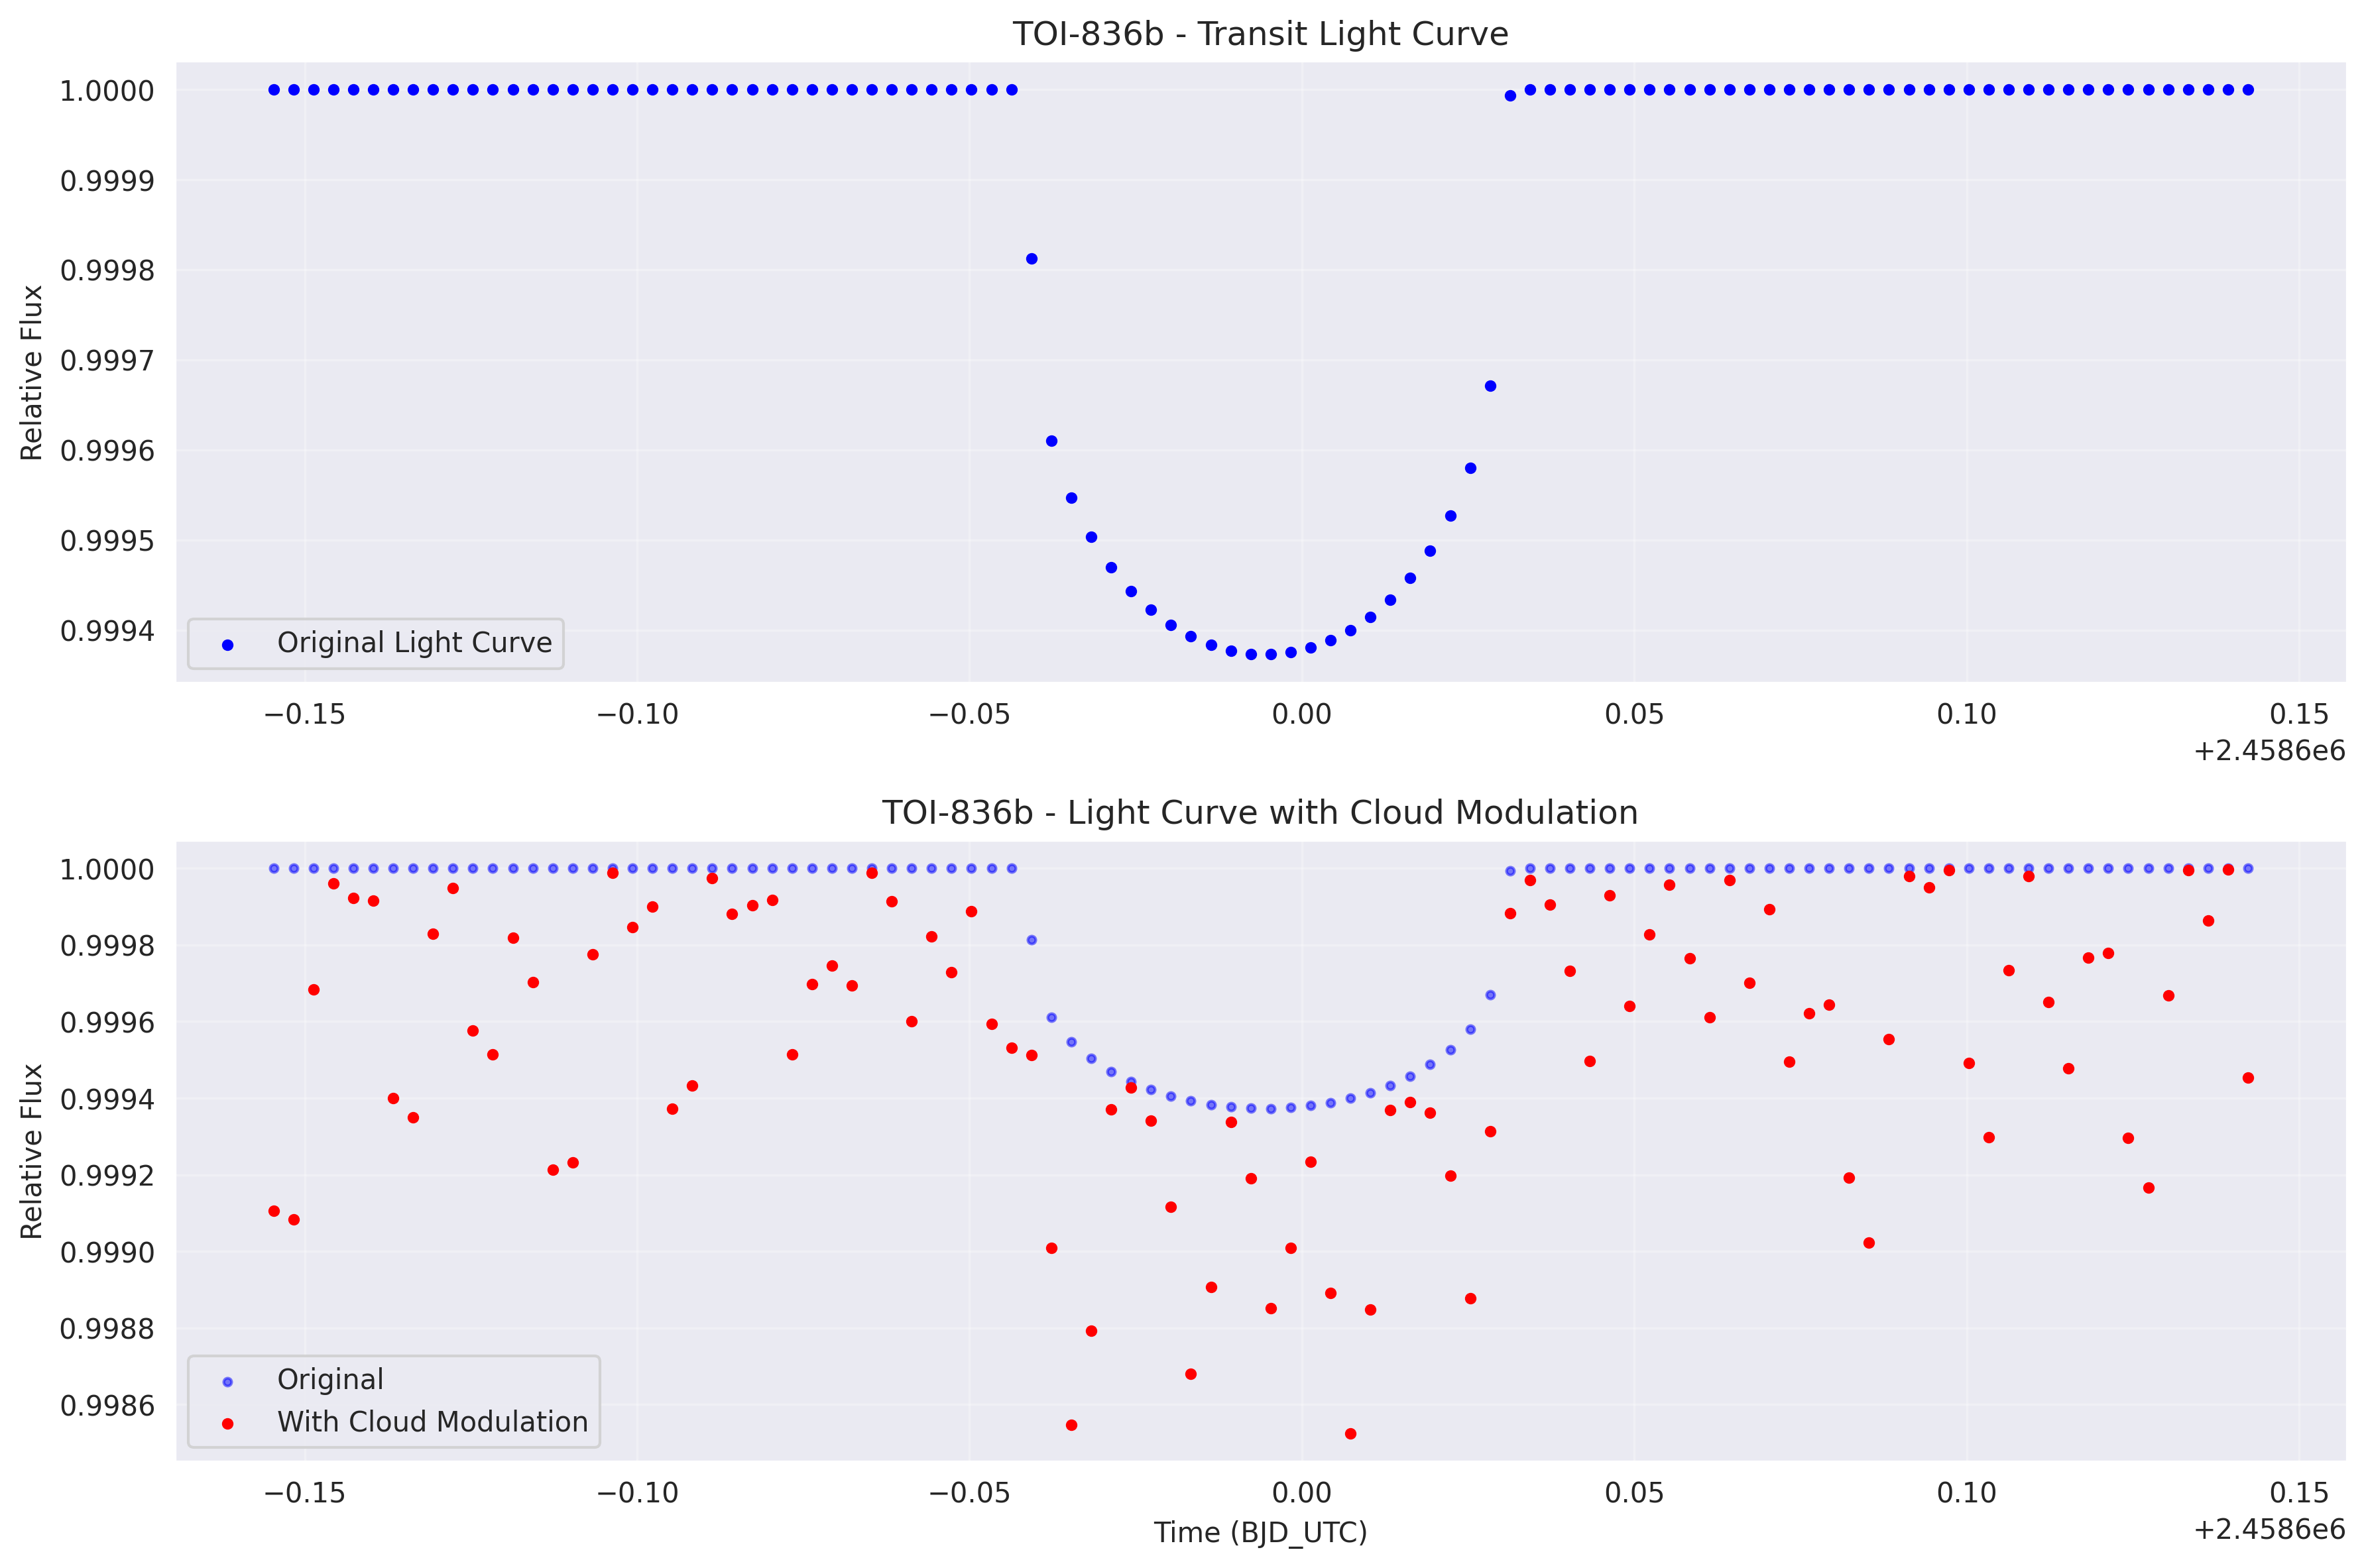 TOI-836b - Transit Light Curve
1.0000
0.9999
0.9998
0.9997
0.9996
0.9995
0.9994
Relative Flux
Original Light Curve
−0.15 −0.10 −0.05 0.00 0.05 0.10 0.15
+2.4586e6
TOI-836b - Light Curve with Cloud Modulation
1.0000
0.9998
0.9996
0.9994
0.9992
0.9990
0.9988
0.9986
Relative Flux
Original
With Cloud Modulation
−0.15 −0.10 −0.05 0.00 0.05 0.10 0.15
Time (BJD_UTC)
+2.4586e6